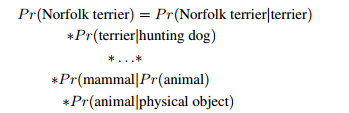 Pr(Norfolk terrier) = Pr(Norfolk terrier|terrier)
∗Pr(terrier|hunting dog)
∗ . . . ∗
∗Pr(mammal|Pr(animal)
∗Pr(animal|physical object)